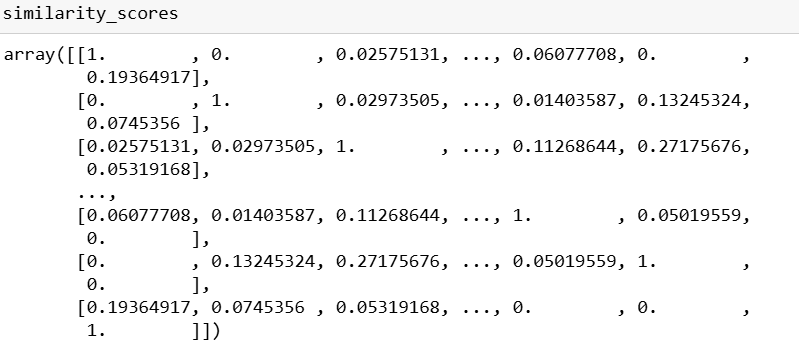 similarity_scores
array([[1.        , 0.        , 0.02575131, ..., 0.06077708, 0.        ,
        0.19364917],
       [0.        , 1.        , 0.02973505, ..., 0.01403587, 0.13245324,
        0.0745356 ],
       [0.02575131, 0.02973505, 1.        , ..., 0.11268644, 0.27175676,
        0.05319168],
       ...,
       [0.06077708, 0.01403587, 0.11268644, ..., 1.        , 0.05019559,
        0.        ],
       [0.        , 0.13245324, 0.27175676, ..., 0.05019559, 1.        ,
        0.        ],
       [0.19364917, 0.0745356 , 0.05319168, ..., 0.        , 0.        ,
        1.        ]])